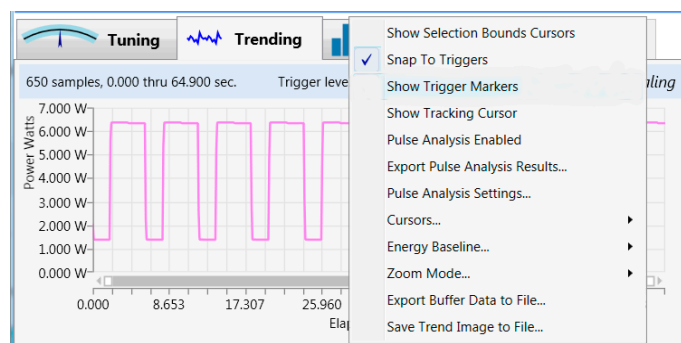 Tuning
Trending
650 samples, 0.000 thru 64.900 sec.
Trigger leve
aling
Power Watts
7.000 W
6.000 W
5.000 W
4.000 W
3.000 W
2.000 W
1.000 W
0.000 W
0.000
8.653
17.307
25.960
Elap
Show Selection Bounds Cursors
Snap To Triggers
Show Trigger Markers
Show Tracking Cursor
Pulse Analysis Enabled
Export Pulse Analysis Results...
Pulse Analysis Settings...
Cursors...
Energy Baseline...
Zoom Mode...
Export Buffer Data to File...
Save Trend Image to File...